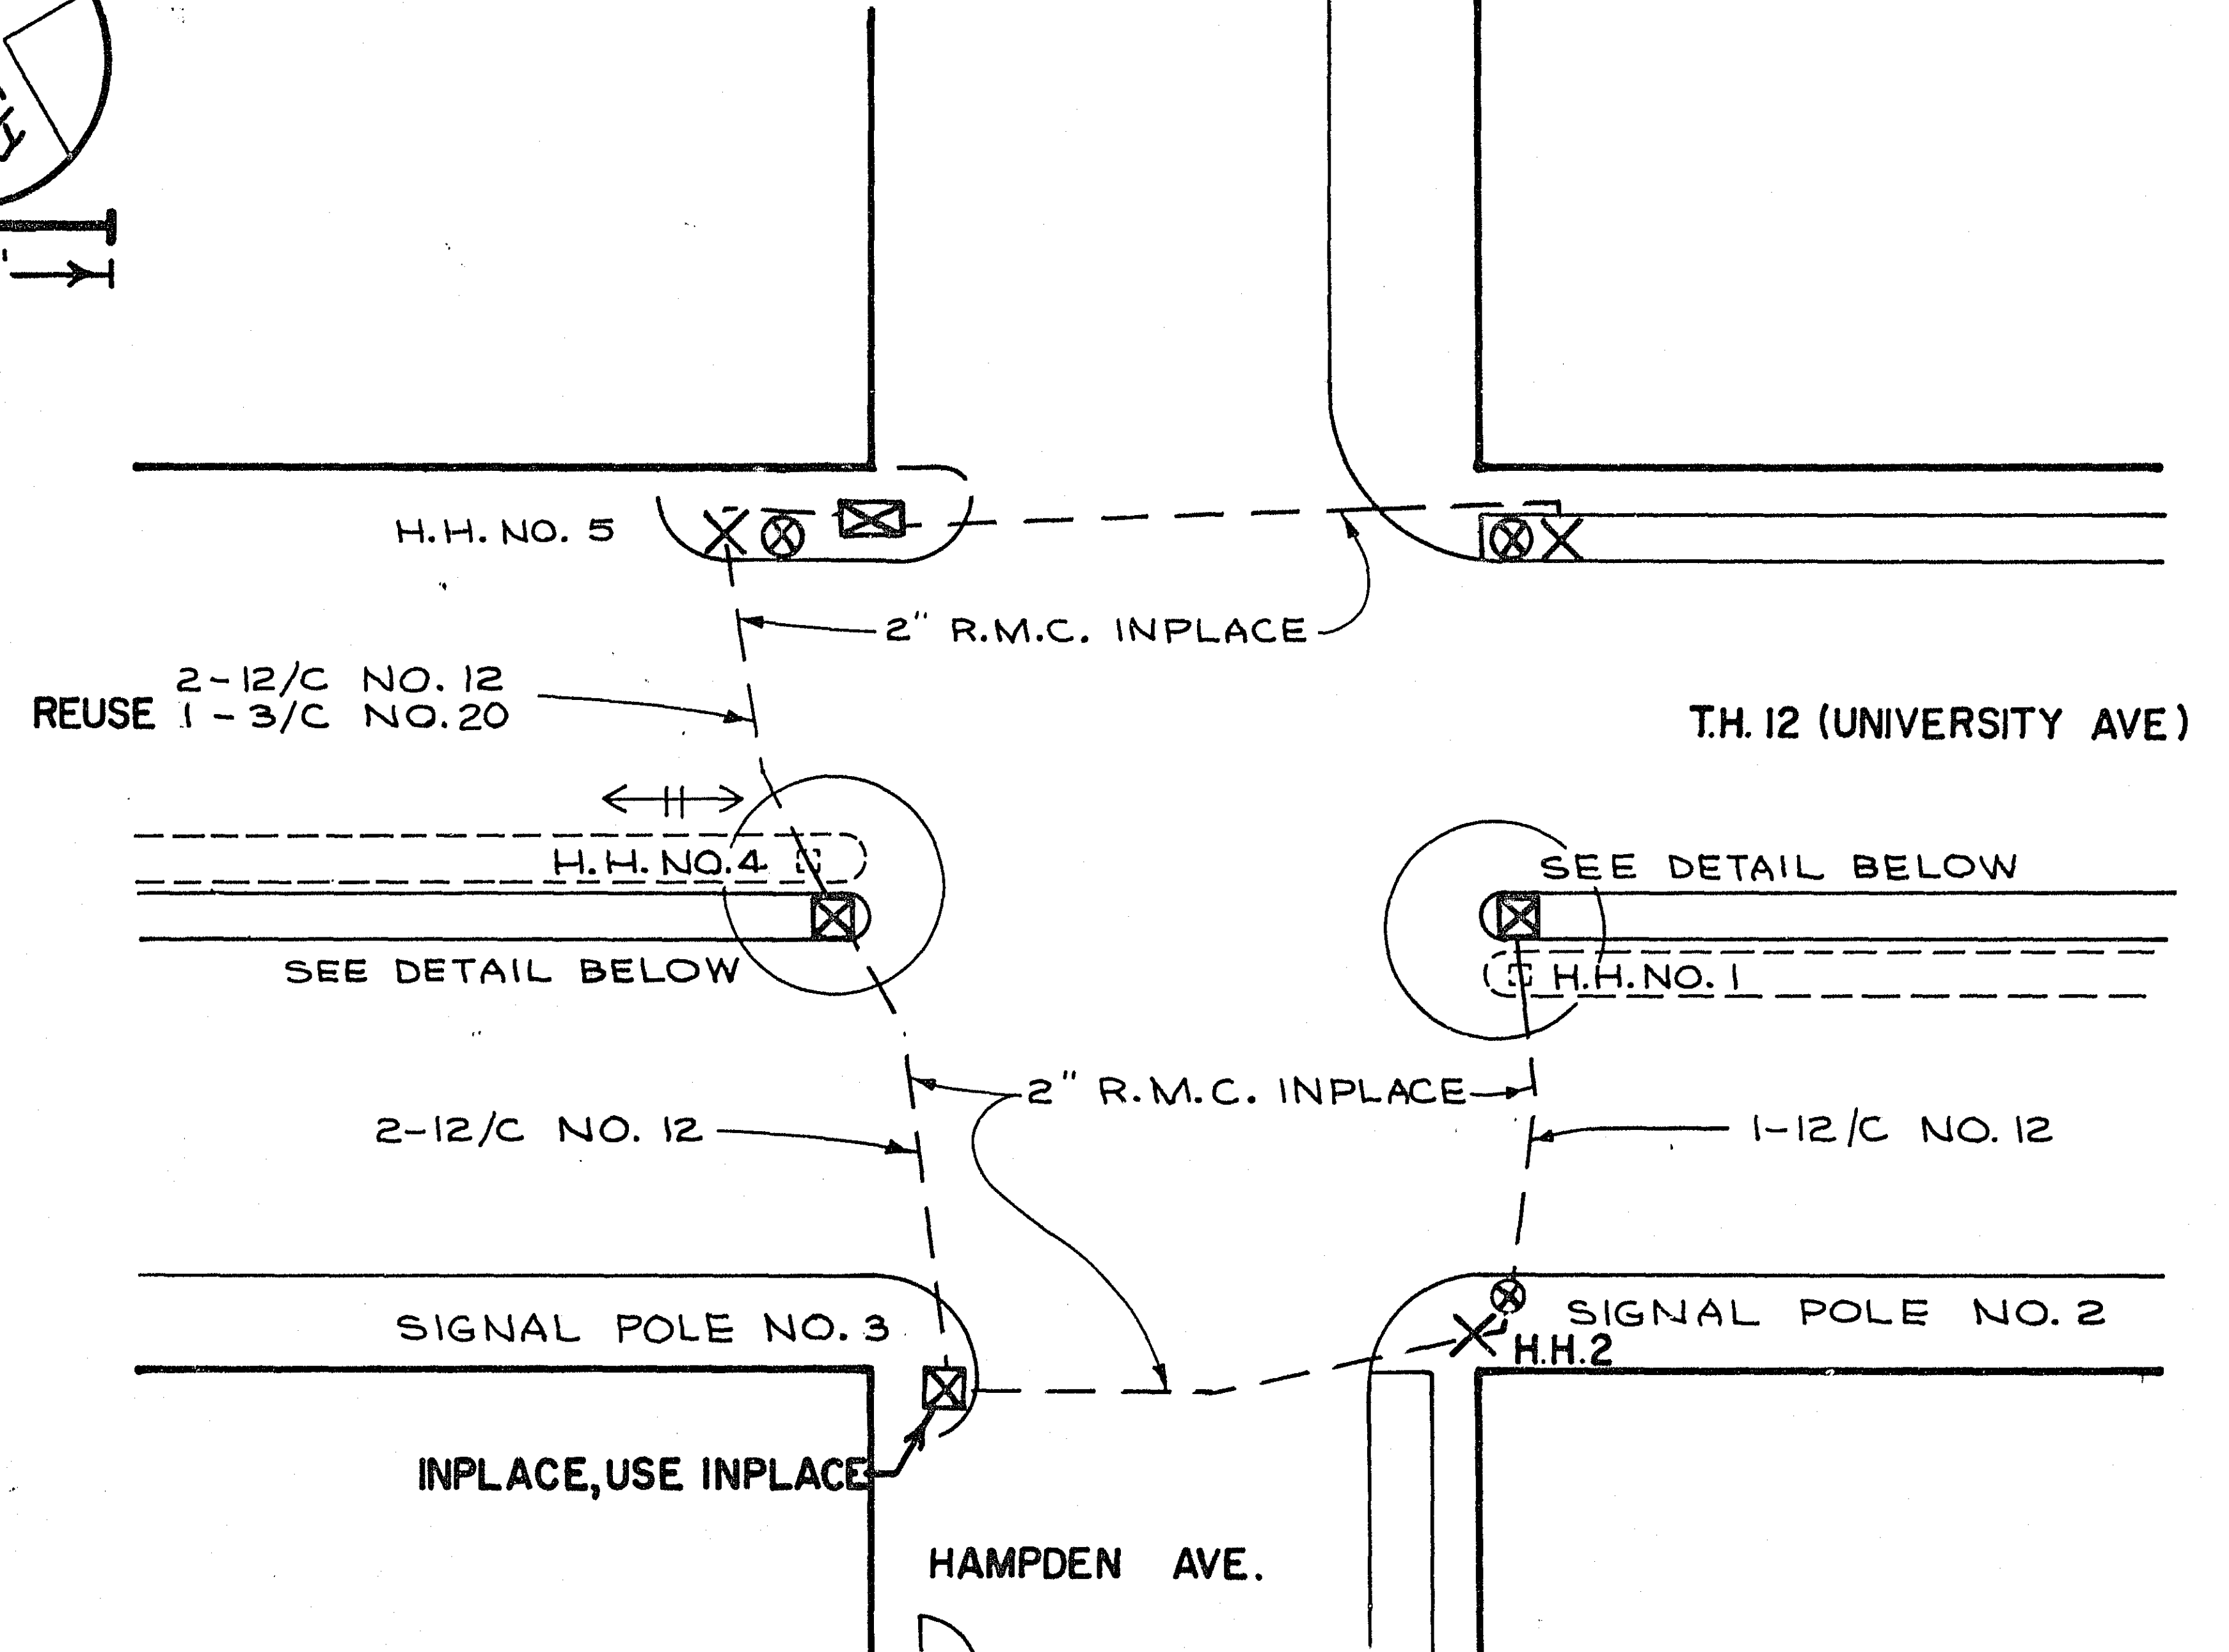 H.H. NO. 5
2" R.M.C. INPLACE
2-12/C NO. 12
REUSE 1-3/C NO. 20
T.H. 12 (UNIVERSITY AVE)
H.H. NO. 4
SEE DETAIL BELOW
SEE DETAIL BELOW
H.H. NO. 1
2" R.M.C. INPLACE
2-12/C NO. 12
1-12/C NO. 12
SIGNAL POLE NO. 3
SIGNAL POLE NO. 2
H.H. 2
INPLACE, USE INPLACE
HAMPDEN AVE.